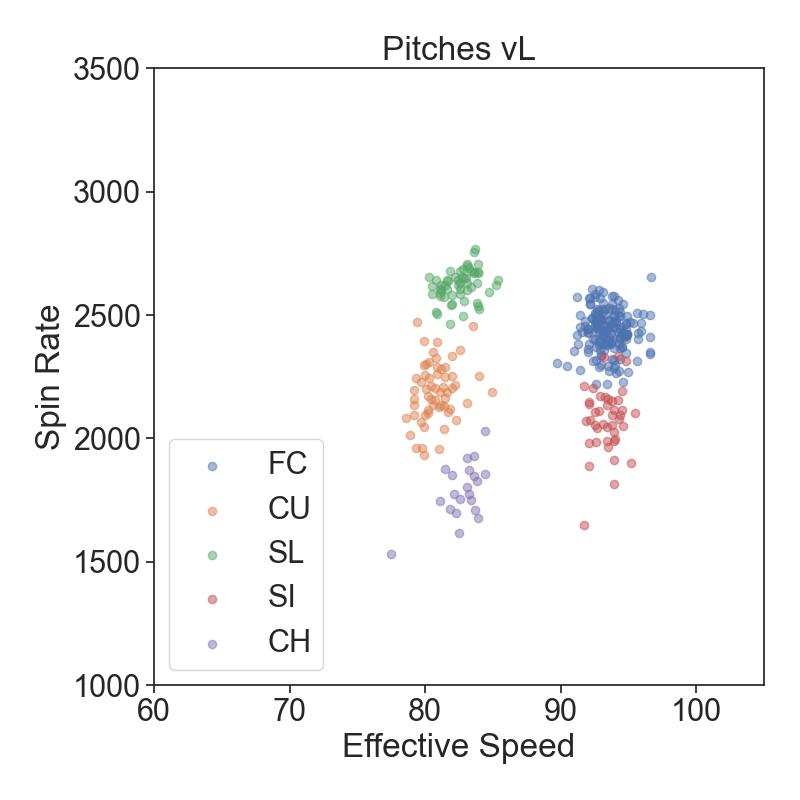 Pitches vL
3500
3000
2500
2000
1500
1000
Spin Rate
FC
CU
SL
SI
CH
60 70 80 90 100
Effective Speed